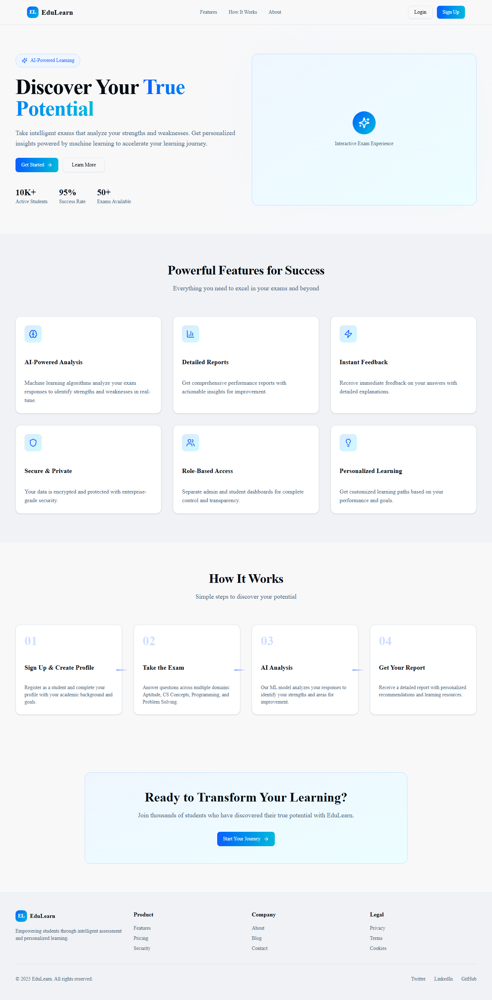 EL EduLearn
Features How It Works About
Login Sign Up
AI-Powered Learning
Discover Your True
Potential
Take intelligent exams that analyze your strengths and weaknesses. Get personalized
insights powered by machine learning to accelerate your learning journey.
Get Started Learn More
10K+ 95% 50+
Active Students Success Rate Exams Available
Interactive Exam Experience
Powerful Features for Success
Everything you need to excel in your exams and beyond
AI-Powered Analysis
Machine learning algorithms analyze your exam
responses to identify strengths and weaknesses in real-
time.
Detailed Reports
Get comprehensive performance reports with
actionable insights for improvement.
Instant Feedback
Receive immediate feedback on your answers with
detailed explanations.
Secure & Private
Your data is encrypted and protected with enterprise-
grade security.
Role-Based Access
Separate admin and student dashboards for complete
control and transparency.
Personalized Learning
Get customized learning paths based on your
performance and goals.
How It Works
Simple steps to discover your potential
01
Sign Up & Create Profile
Register as a student and complete your
profile with your academic background and
goals.
02
Take the Exam
Answer questions across multiple domains:
Aptitude, CS Concepts, Programming, and
Problem Solving.
03
AI Analysis
Our ML model analyzes your responses to
identify your strengths and areas for
improvement.
04
Get Your Report
Receive a detailed report with personalized
recommendations and learning resources.
Ready to Transform Your Learning?
Join thousands of students who have discovered their true potential with EduLearn.
Start Your Journey
EL EduLearn
Empowering students through intelligent assessment
and personalized learning.
Product
Features
Pricing
Security
Company
About
Blog
Contact
Legal
Privacy
Terms
Cookies
© 2025 EduLearn. All rights reserved.
Twitter LinkedIn GitHub